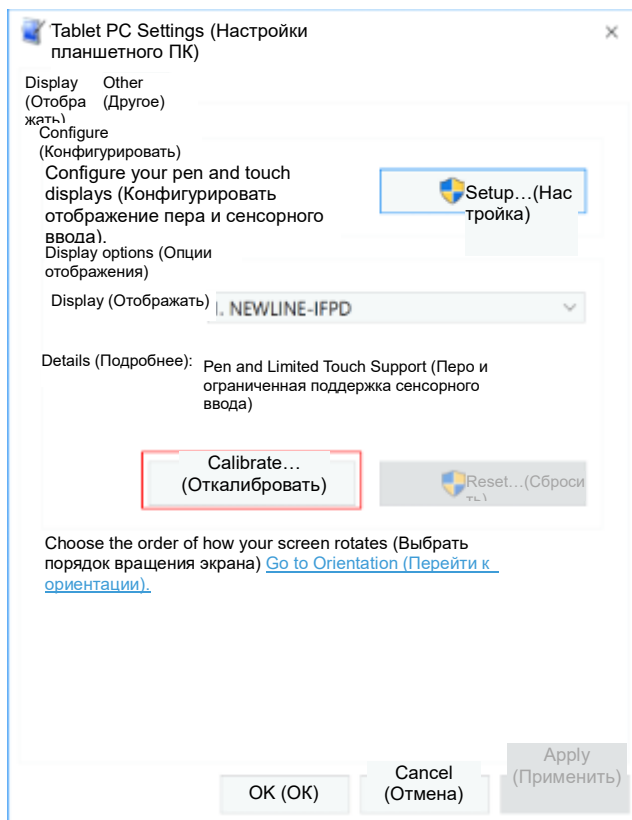 Tablet PC Settings (Настройки
планшетного ПК)
Display
(Отобра
жать)
Other
(Другое)
Configure
(Конфигурировать)
Configure your pen and touch
displays (Конфигурировать
отображение пера и сенсорного
ввода).
Setup…(Нас
тройка)
Display options (Опции
отображения)
Display (Отображать)
1. NEWLINE-IFPD
Details (Подробнее):
Pen and Limited Touch Support (Перо и
ограниченная поддержка сенсорного
ввода)
Calibrate…
(Откалибровать)
Reset…(Сброси
ть)
Choose the order of how your screen rotates (Выбрать
порядок вращения экрана) Go to Orientation (Перейти к
ориентации).
OK (ОК)
Cancel
(Отмена)
Apply
(Применить)